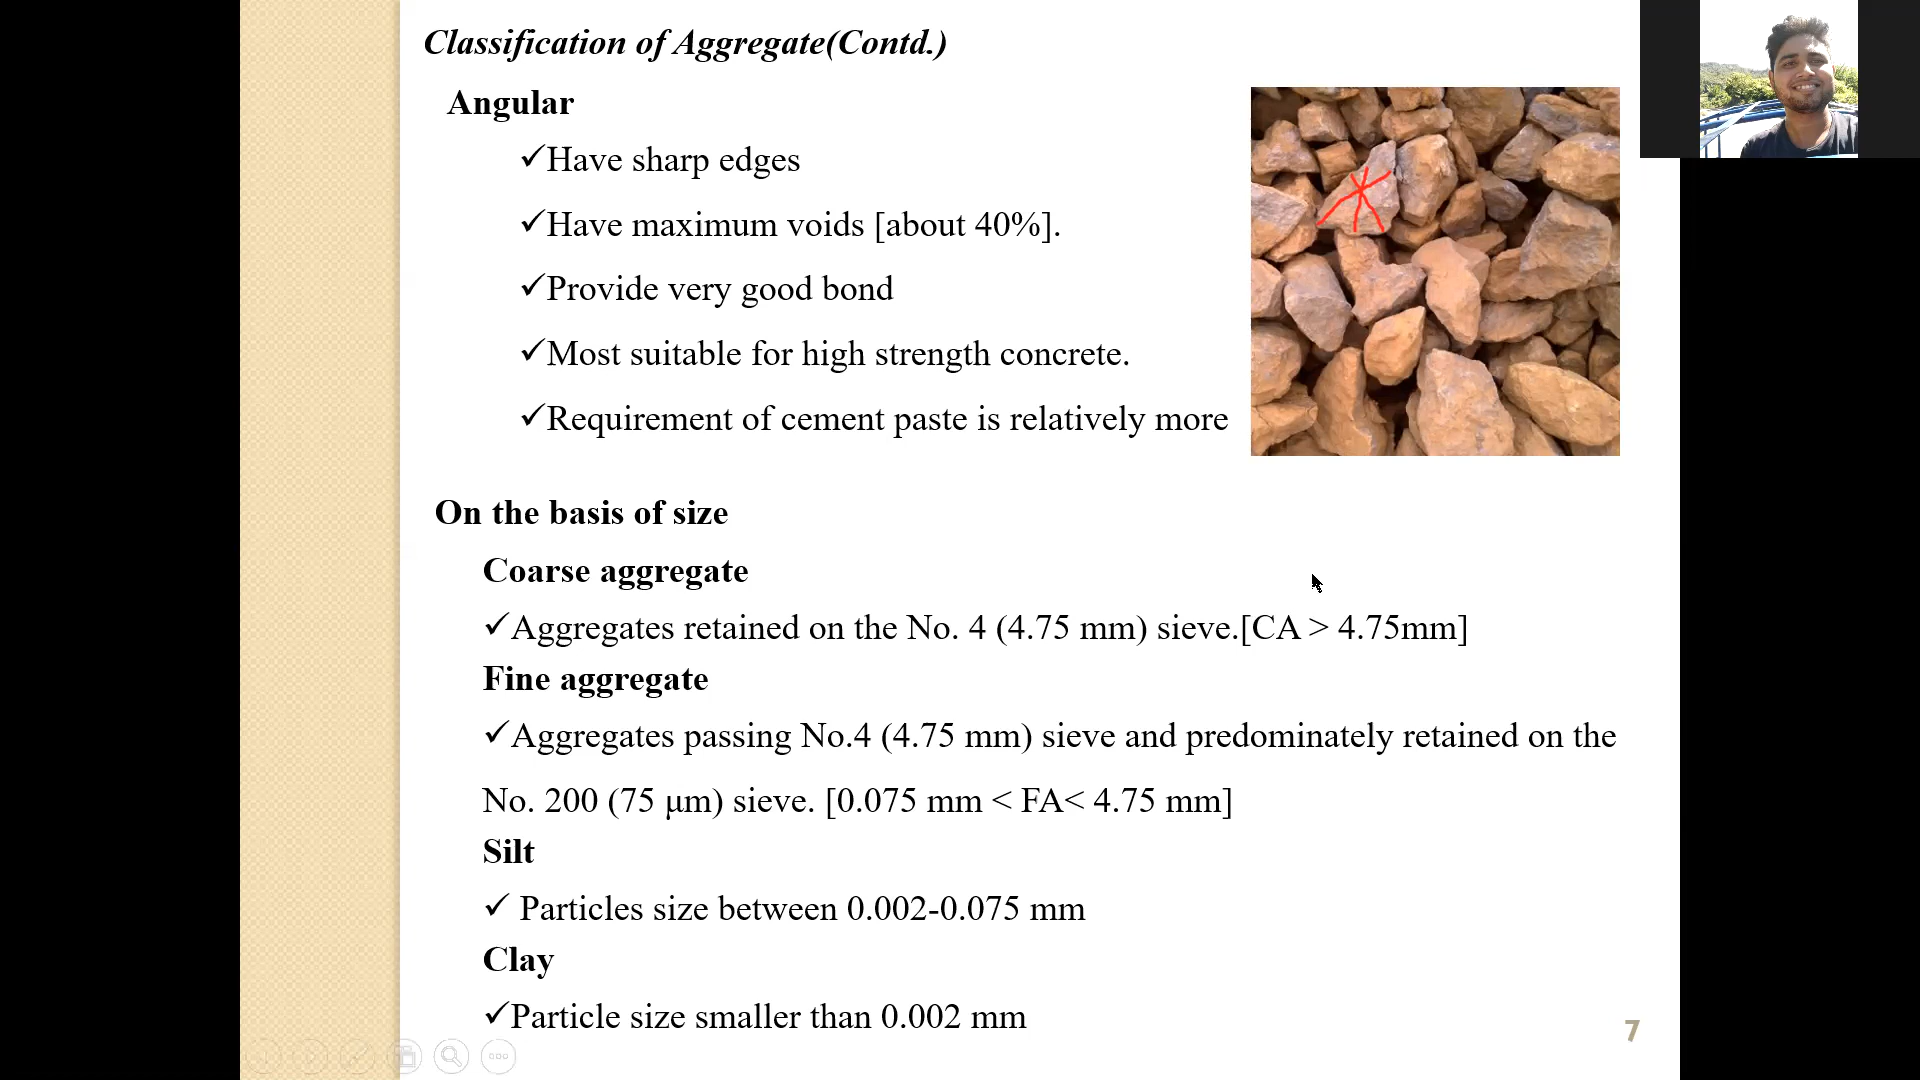 Classification of Aggregate(Contd.)
Angular
✓Have sharp edges
✓Have maximum voids [about 40%].
✓Provide very good bond
✓Most suitable for high strength concrete.
✓Requirement of cement paste is relatively more
On the basis of size
Coarse aggregate
✓Aggregates retained on the No. 4 (4.75 mm) sieve.[CA > 4.75mm]
Fine aggregate
✓Aggregates passing No.4 (4.75 mm) sieve and predominately retained on the
No. 200 (75 μm) sieve. [0.075 mm < FA< 4.75 mm]
Silt
✓ Particles size between 0.002-0.075 mm
Clay
✓Particle size smaller than 0.002 mm
7